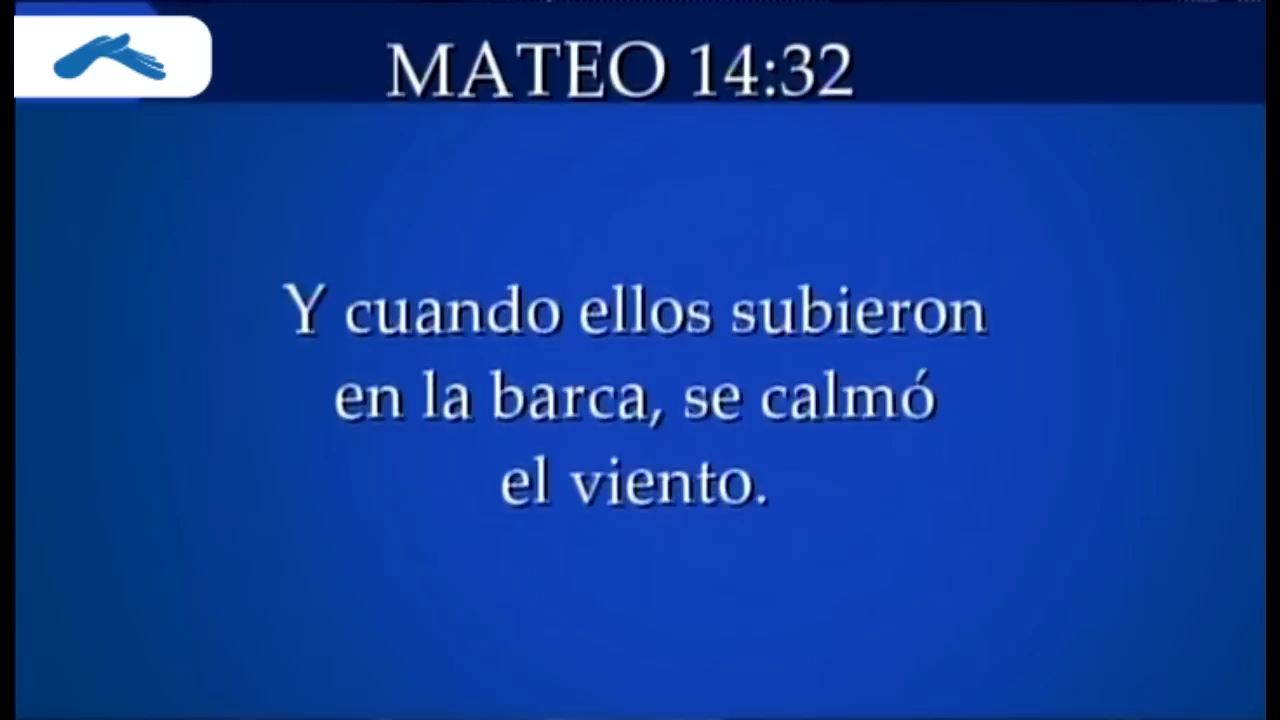 MATEO 14:32
Y cuando ellos subieron
en la barca, se calmó
el viento.